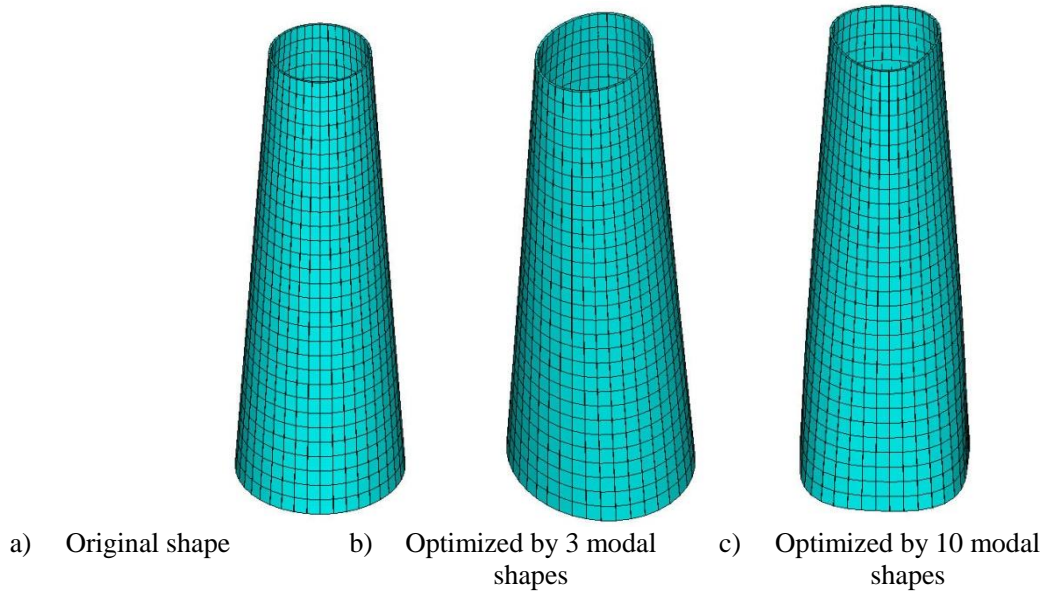 a) Original shape
b) Optimized by 3 modal
shapes
c) Optimized by 10 modal
shapes